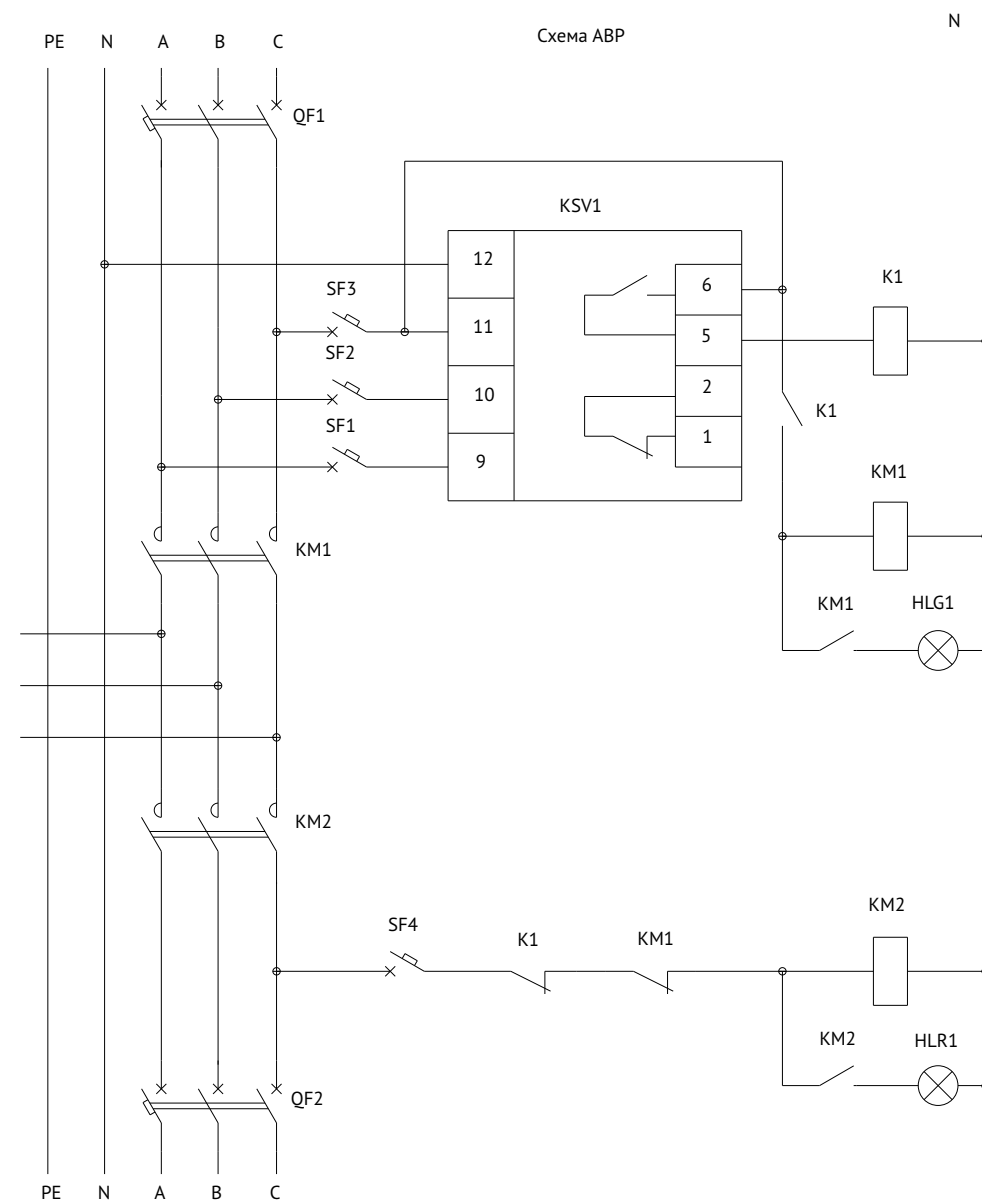 N
Схема АВР
PE N A B C
QF1
KSV1
12
K1
SF3
6
11
5
SF2
2
10
K1
SF1
1
9
KM1
KM1
KM1 HLG1
KM2
KM2
SF4
K1 KM1
KM2 HLR1
QF2
PE N A B C